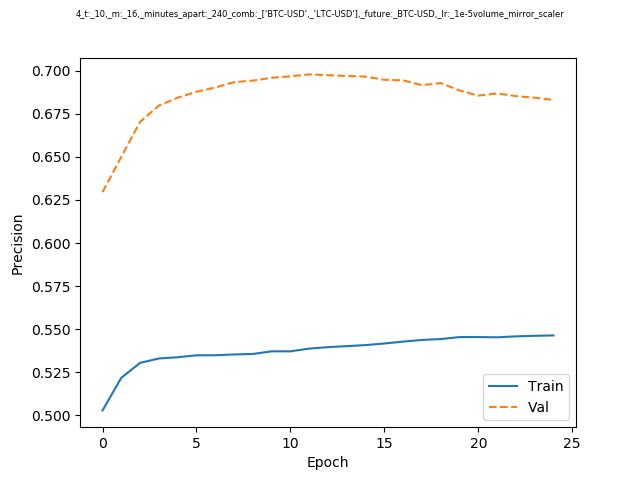 4_t:_10,_m:_16,_minutes_apart:_240_comb:_['BTC-USD',_'LTC-USD'],_future:_BTC-USD,_lr:_1e-5volume_mirror_scaler
0.700
0.675
0.650
0.625
0.600
0.575
0.550
0.525
0.500
Precision
Train
Val
0 5 10 15 20 25
Epoch